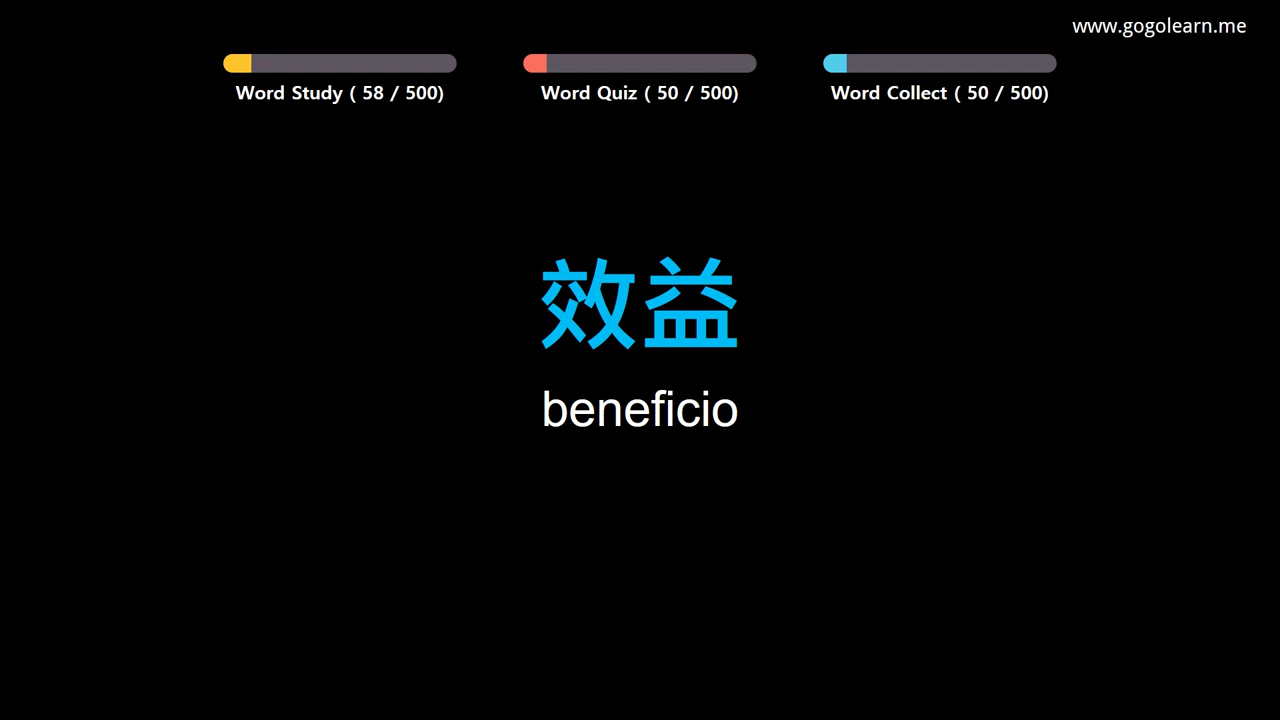 www.gogolearn.me
Word Study ( 58 / 500)
Word Quiz ( 50 / 500)
Word Collect ( 50 / 500)
效益
beneficio